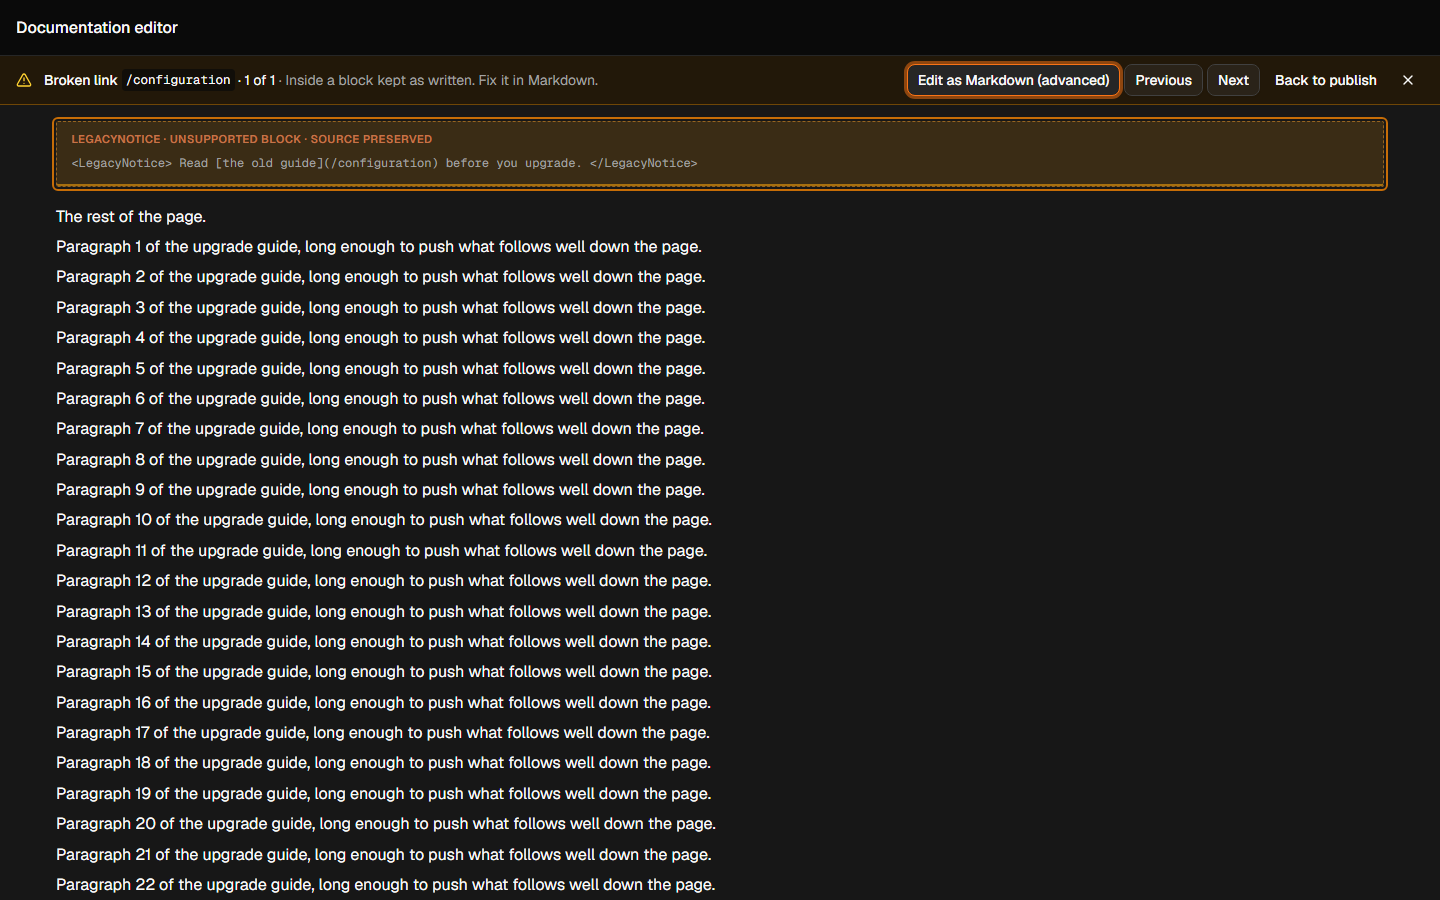 Documentation editor
Broken link /configuration · 1 of 1 · Inside a block kept as written. Fix it in Markdown.
Edit as Markdown (advanced) Previous Next Back to publish ×
LEGACYNOTICE · UNSUPPORTED BLOCK · SOURCE PRESERVED
<LegacyNotice> Read [the old guide](/configuration) before you upgrade. </LegacyNotice>
The rest of the page.
Paragraph 1 of the upgrade guide, long enough to push what follows well down the page.
Paragraph 2 of the upgrade guide, long enough to push what follows well down the page.
Paragraph 3 of the upgrade guide, long enough to push what follows well down the page.
Paragraph 4 of the upgrade guide, long enough to push what follows well down the page.
Paragraph 5 of the upgrade guide, long enough to push what follows well down the page.
Paragraph 6 of the upgrade guide, long enough to push what follows well down the page.
Paragraph 7 of the upgrade guide, long enough to push what follows well down the page.
Paragraph 8 of the upgrade guide, long enough to push what follows well down the page.
Paragraph 9 of the upgrade guide, long enough to push what follows well down the page.
Paragraph 10 of the upgrade guide, long enough to push what follows well down the page.
Paragraph 11 of the upgrade guide, long enough to push what follows well down the page.
Paragraph 12 of the upgrade guide, long enough to push what follows well down the page.
Paragraph 13 of the upgrade guide, long enough to push what follows well down the page.
Paragraph 14 of the upgrade guide, long enough to push what follows well down the page.
Paragraph 15 of the upgrade guide, long enough to push what follows well down the page.
Paragraph 16 of the upgrade guide, long enough to push what follows well down the page.
Paragraph 17 of the upgrade guide, long enough to push what follows well down the page.
Paragraph 18 of the upgrade guide, long enough to push what follows well down the page.
Paragraph 19 of the upgrade guide, long enough to push what follows well down the page.
Paragraph 20 of the upgrade guide, long enough to push what follows well down the page.
Paragraph 21 of the upgrade guide, long enough to push what follows well down the page.
Paragraph 22 of the upgrade guide, long enough to push what follows well down the page.